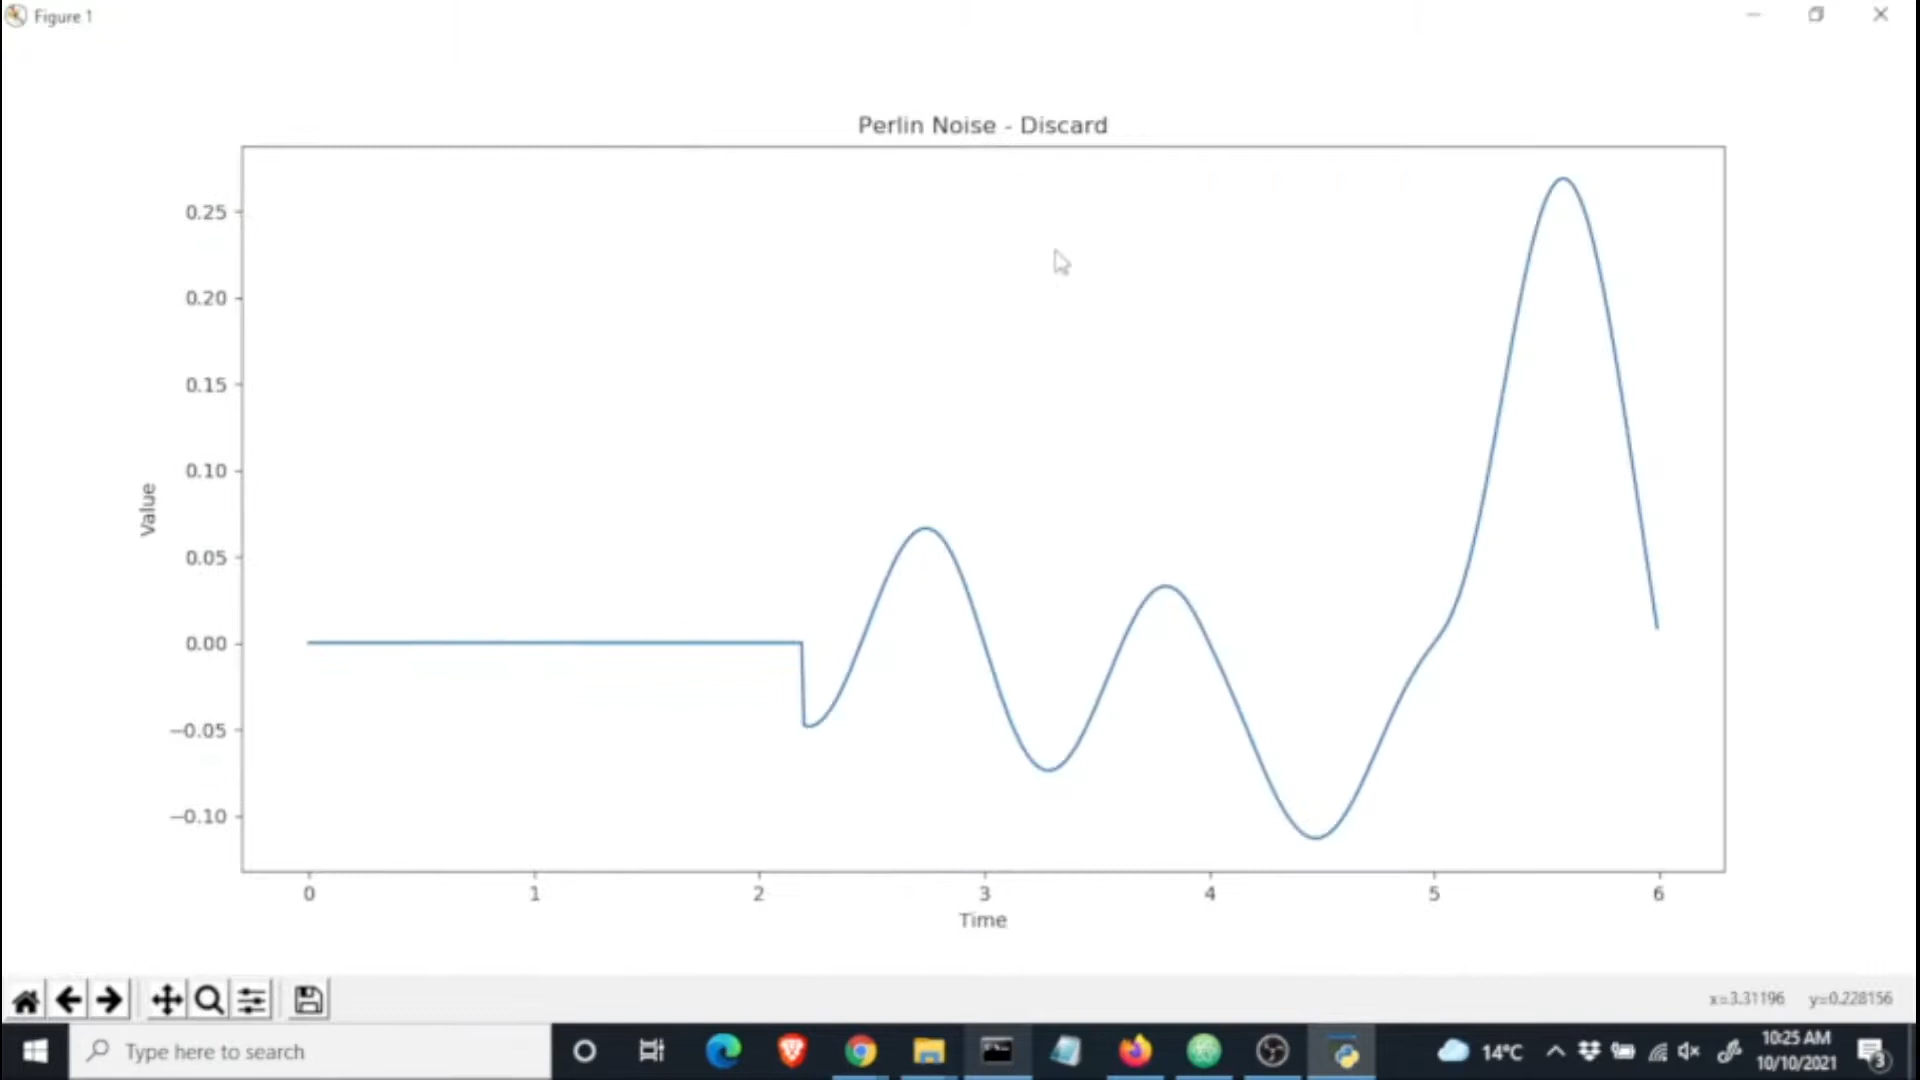 Figure 1
Perlin Noise - Discard
0.25
0.20
0.15
0.10
0.05
0.00
−0.05
−0.10
Value
0 1 2 3 4 5 6
Time
x=3.31196 y=0.228156
Type here to search
14°C
10:25 AM
10/10/2021
3